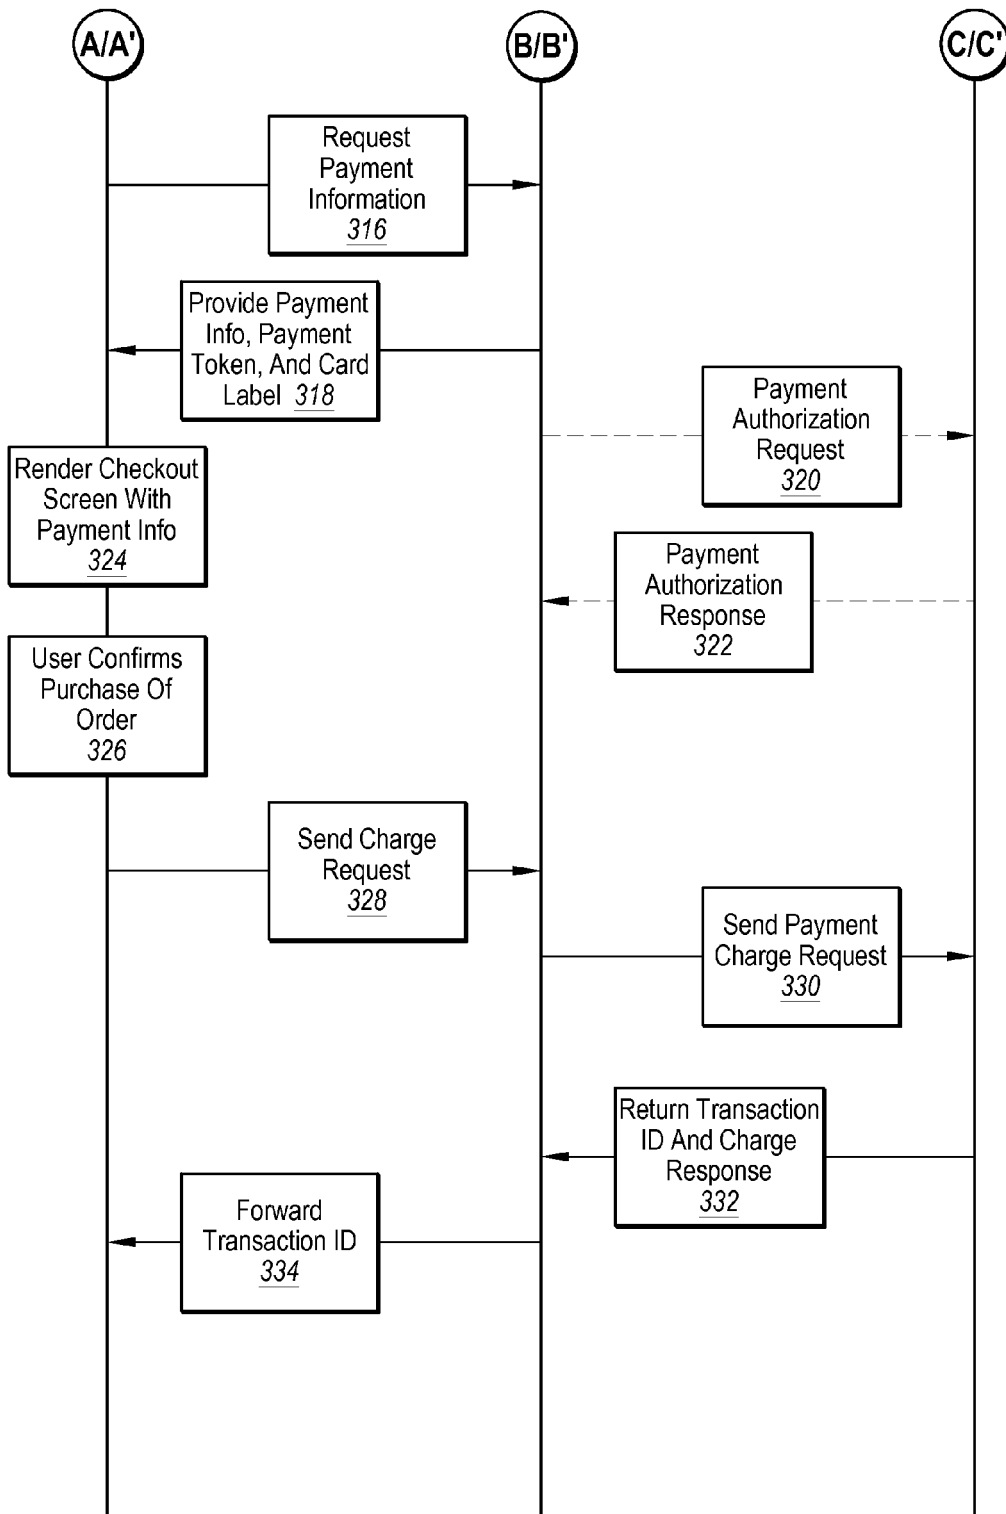 A/A'
B/B'
C/C'
Request
Payment
Information
316
Provide Payment
Info, Payment
Token, And Card
Label 318
Payment
Authorization
Request
320
Render Checkout
Screen With
Payment Info
324
Payment
Authorization
Response
322
User Confirms
Purchase Of
Order
326
Send Charge
Request
328
Send Payment
Charge Request
330
Return Transaction
ID And Charge
Response
332
Forward
Transaction ID
334